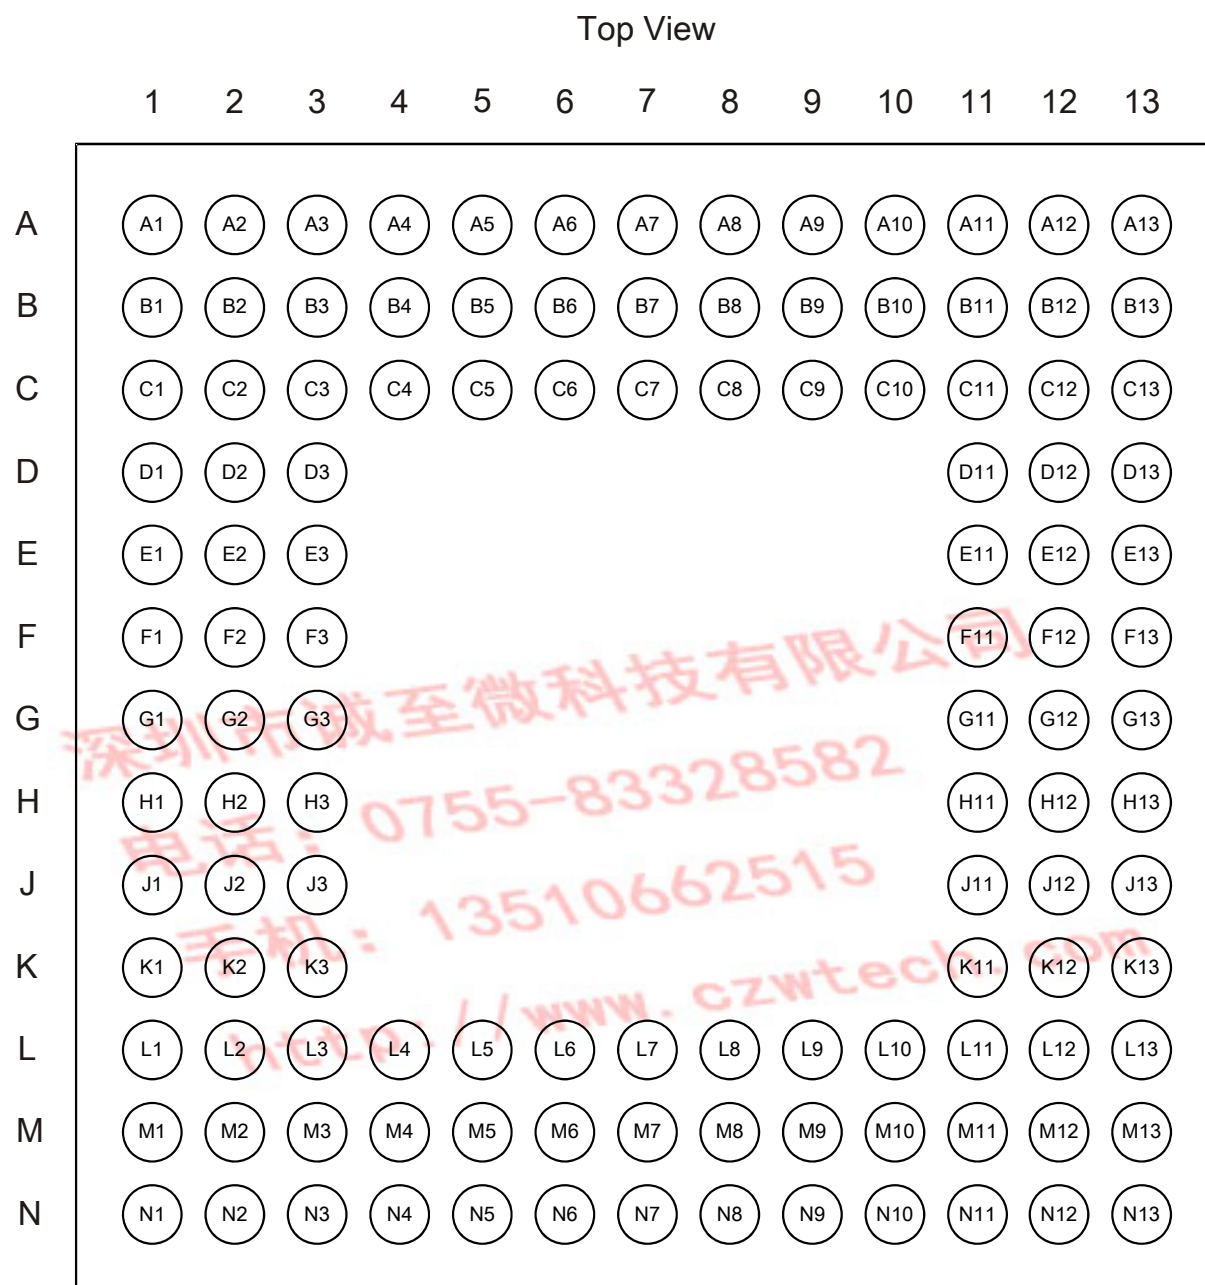 Top View
1 2 3 4 5 6 7 8 9 10 11 12 13
A A1 A2 A3 A4 A5 A6 A7 A8 A9 A10 A11 A12 A13
B B1 B2 B3 B4 B5 B6 B7 B8 B9 B10 B11 B12 B13
C C1 C2 C3 C4 C5 C6 C7 C8 C9 C10 C11 C12 C13
D D1 D2 D3 D11 D12 D13
E E1 E2 E3 E11 E12 E13
F F1 F2 F3 F11 F12 F13
G G1 G2 G3 G11 G12 G13
H H1 H2 H3 H11 H12 H13
J J1 J2 J3 J11 J12 J13
K K1 K2 K3 K11 K12 K13
L L1 L2 L3 L4 L5 L6 L7 L8 L9 L10 L11 L12 L13
M M1 M2 M3 M4 M5 M6 M7 M8 M9 M10 M11 M12 M13
N N1 N2 N3 N4 N5 N6 N7 N8 N9 N10 N11 N12 N13
深圳市诚至微科技有限公司
电话：0755-83328582
手机：13510662515
http://www.czwtech.com